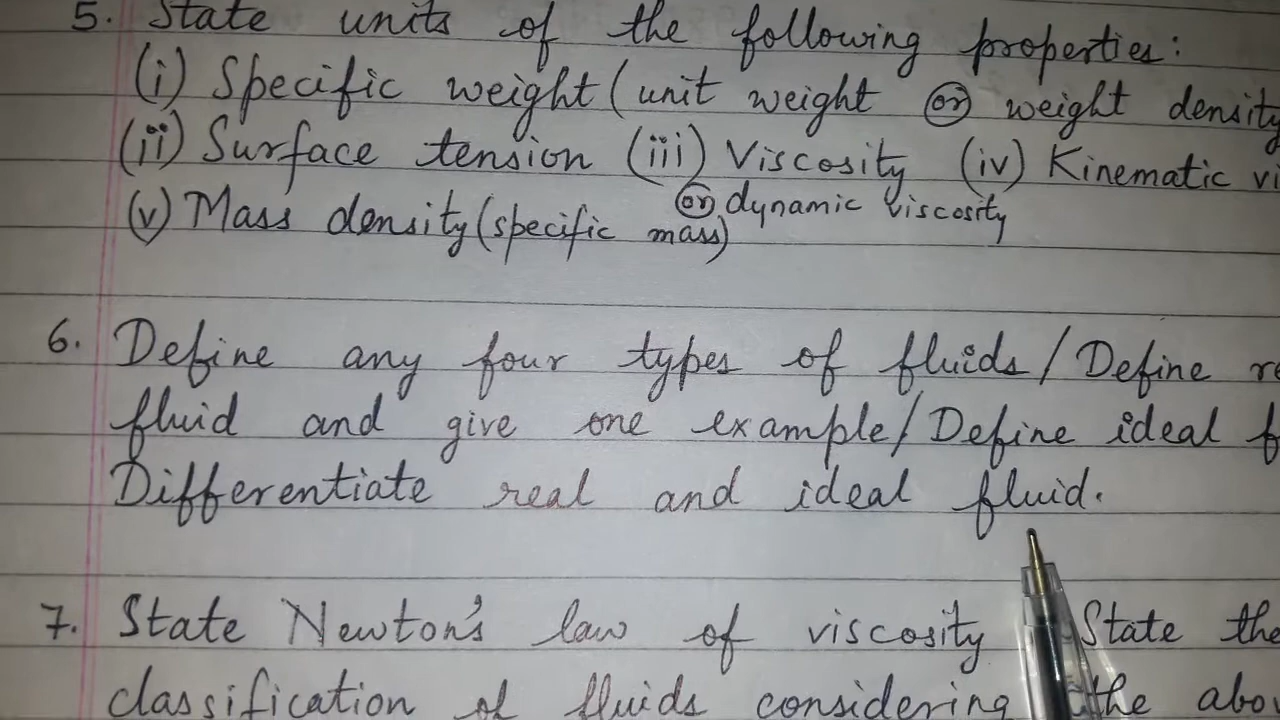 5. State units of the following properties:
(i) Specific weight (unit weight or weight density
(ii) Surface tension (iii) Viscosity (iv) Kinematic
or dynamic viscosity
(v) Mass density (specific mass)
6. Define any four types of fluids/Define
fluid and give one example/Define ideal
Differentiate real and ideal fluid.
7. State Newton's law of viscosity State the
classification of fluids considering the